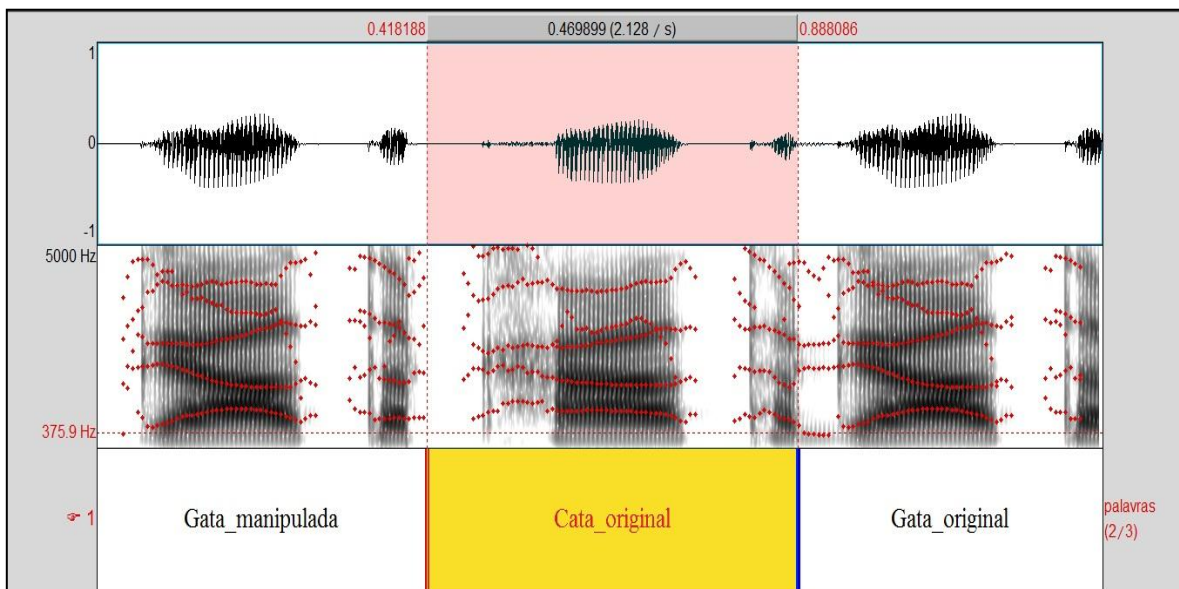 0.418188 0.469899 (2.128 / s) 0.888086
1
0
-1
5000 Hz
375.9 Hz
1 Gata_manipulada Cata_original Gata_original palavras
(2/3)